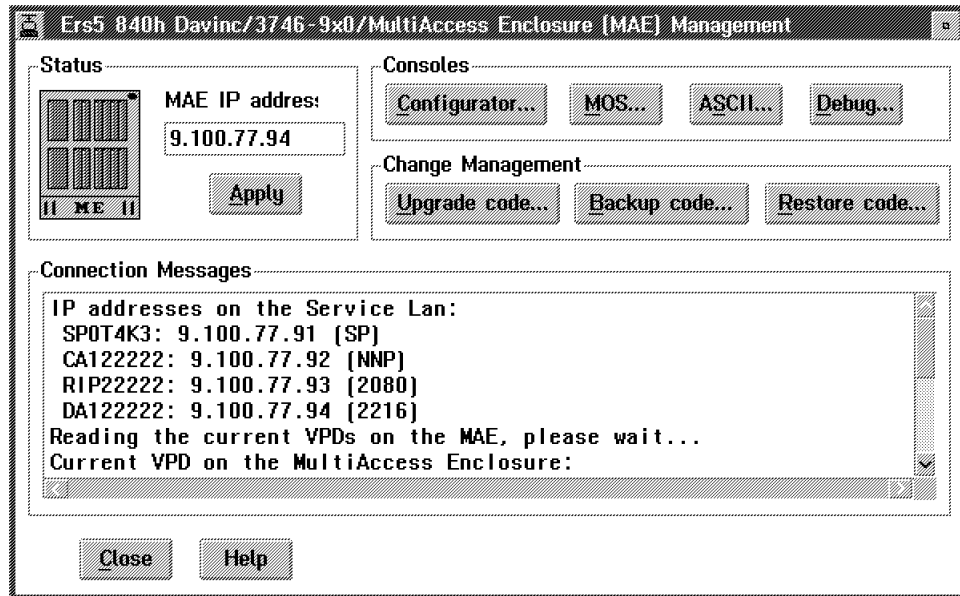 Ers5 840h Davinc/3746-9x0/MultiAccess Enclosure (MAE) Management
Status
MAE IP address
9.100.77.94
Apply
ME
Consoles
Configurator... MOS... ASCII... Debug...
Change Management
Upgrade code... Backup code... Restore code...
Connection Messages
IP addresses on the Service Lan:
SP0T4K3: 9.100.77.91 (SP)
CA122222: 9.100.77.92 (NNP)
RIP22222: 9.100.77.93 (2080)
DA122222: 9.100.77.94 (2216)
Reading the current VPDs on the MAE, please wait...
Current VPD on the MultiAccess Enclosure:
Close Help